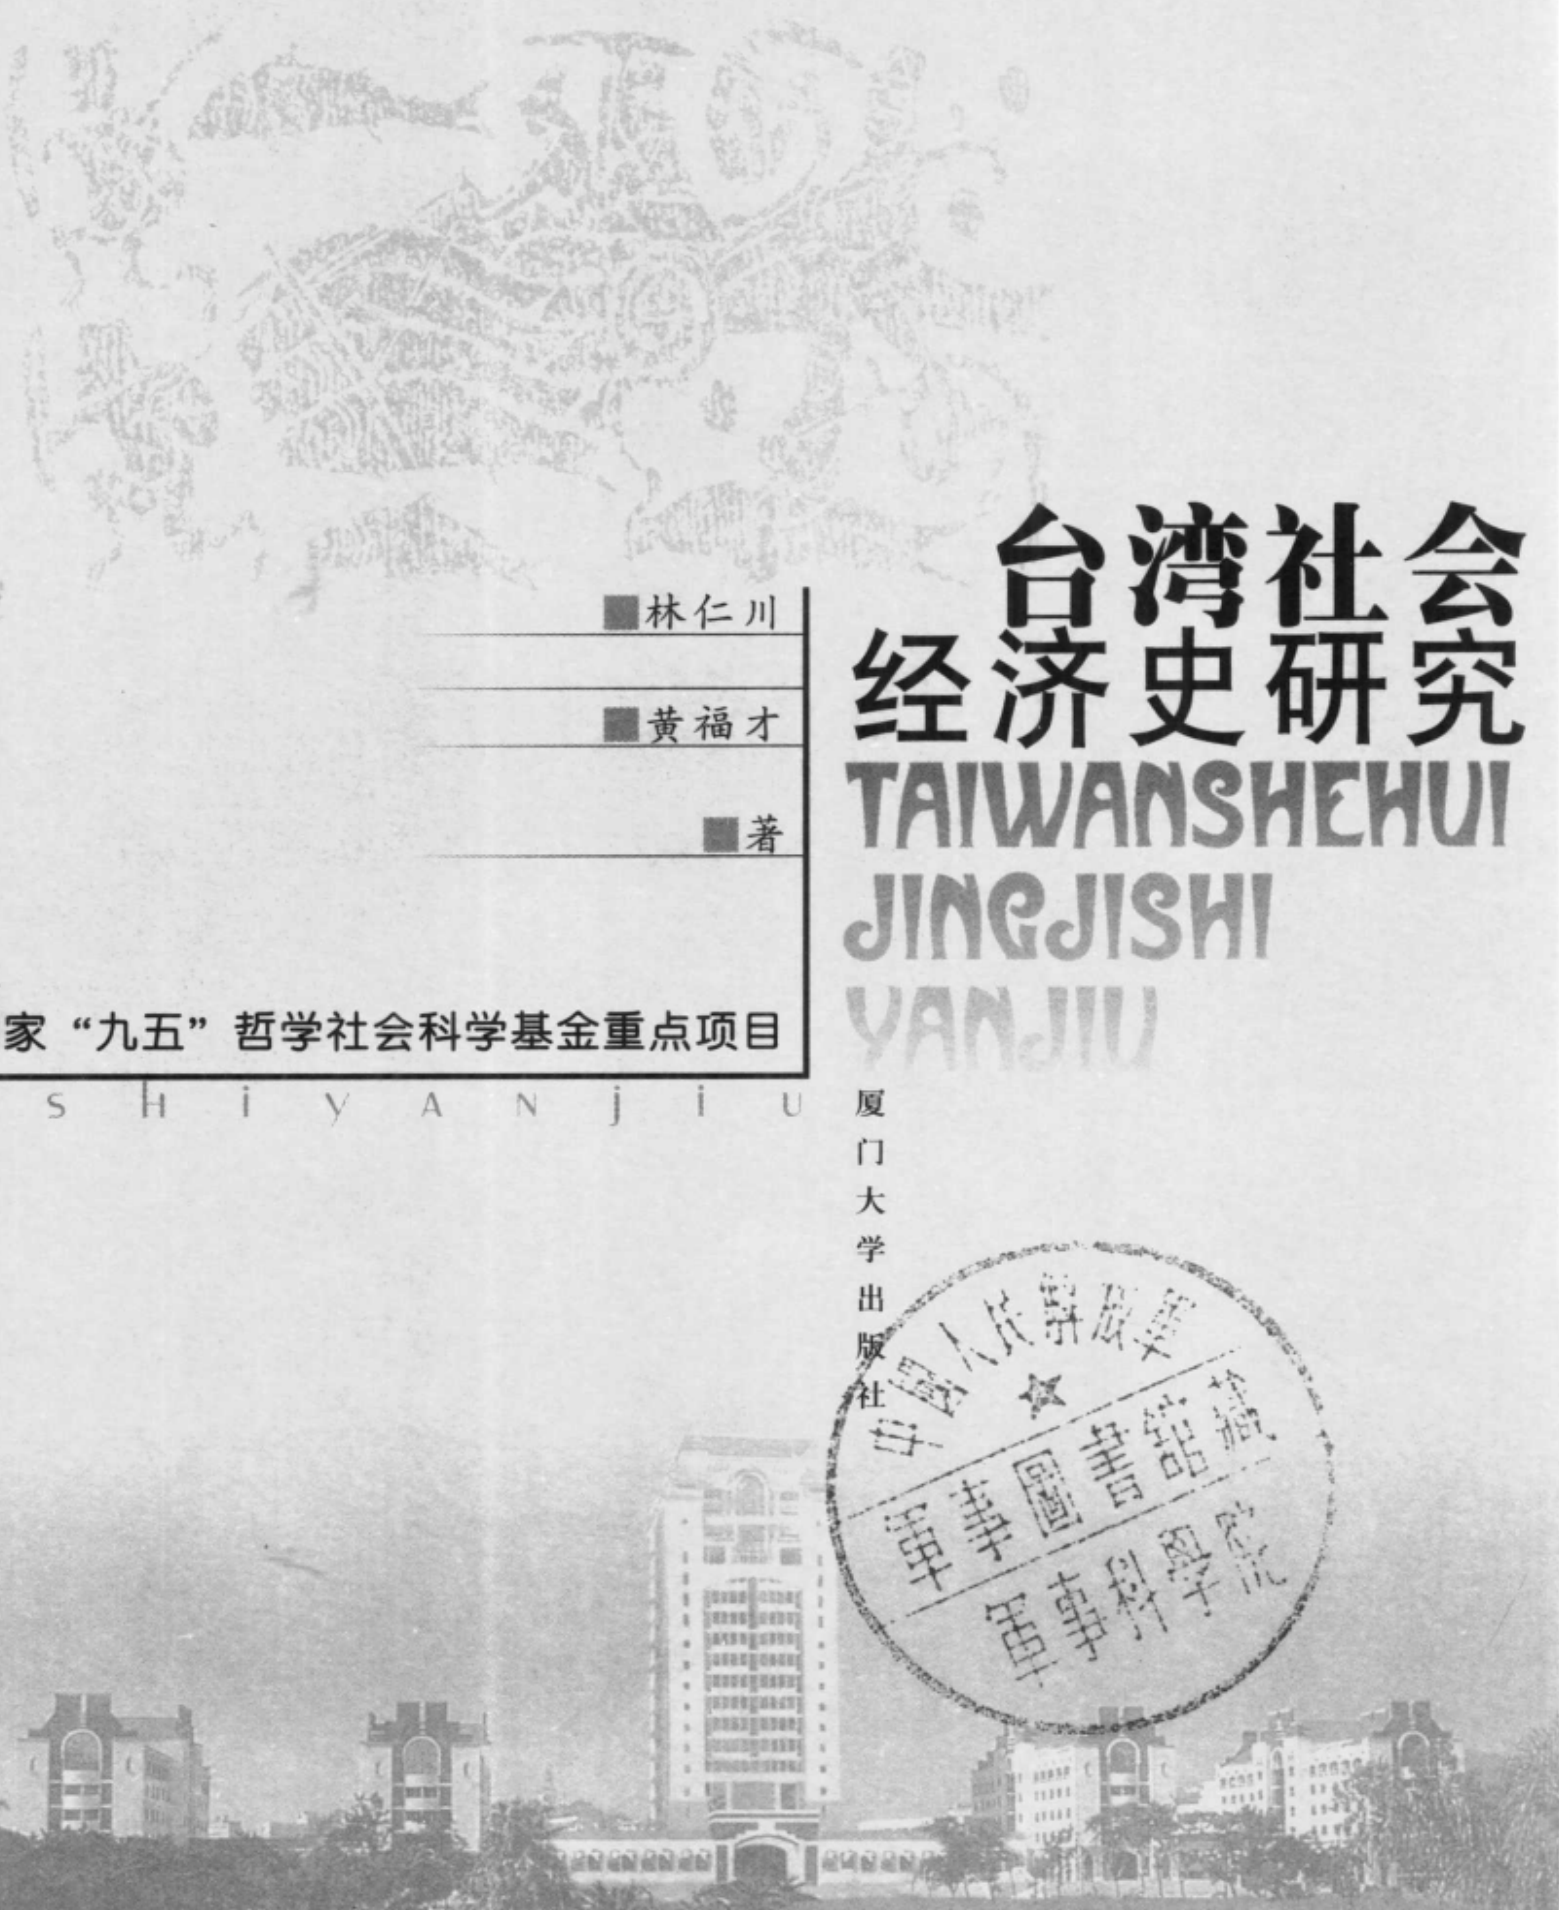 台湾社会
经济史研究
TAIWANSHEHUI
JINGJISHI
YANJIU
林仁川
黄福才
著
家“九五”哲学社会科学基金重点项目
shiyANjiu
厦门大学出版社
中國人民解放軍
軍事圖書館藏
軍事科學院